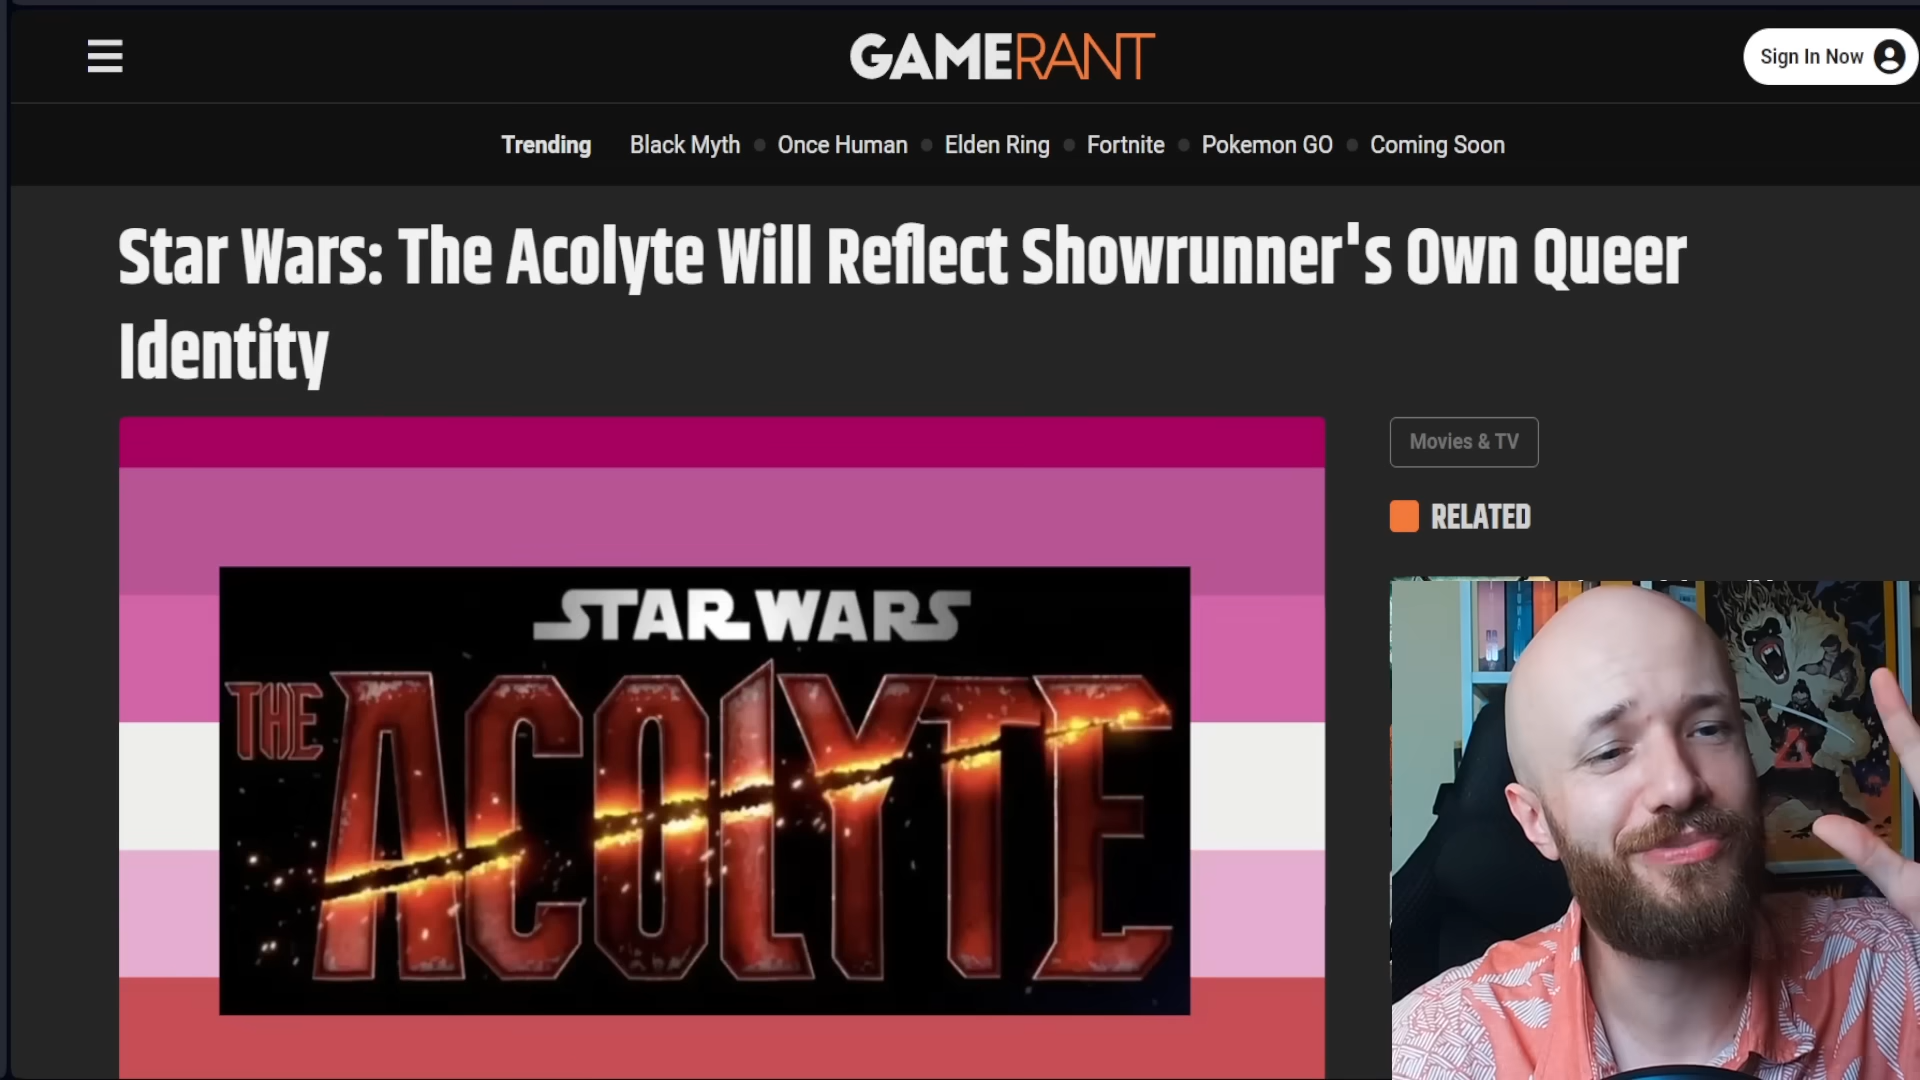 GAMERANT
Sign In Now
Trending Black Myth Once Human Elden Ring Fortnite Pokemon GO Coming Soon
Star Wars: The Acolyte Will Reflect Showrunner's Own Queer
Identity
Movies & TV
RELATED
STAR WARS
THE ACOLYTE